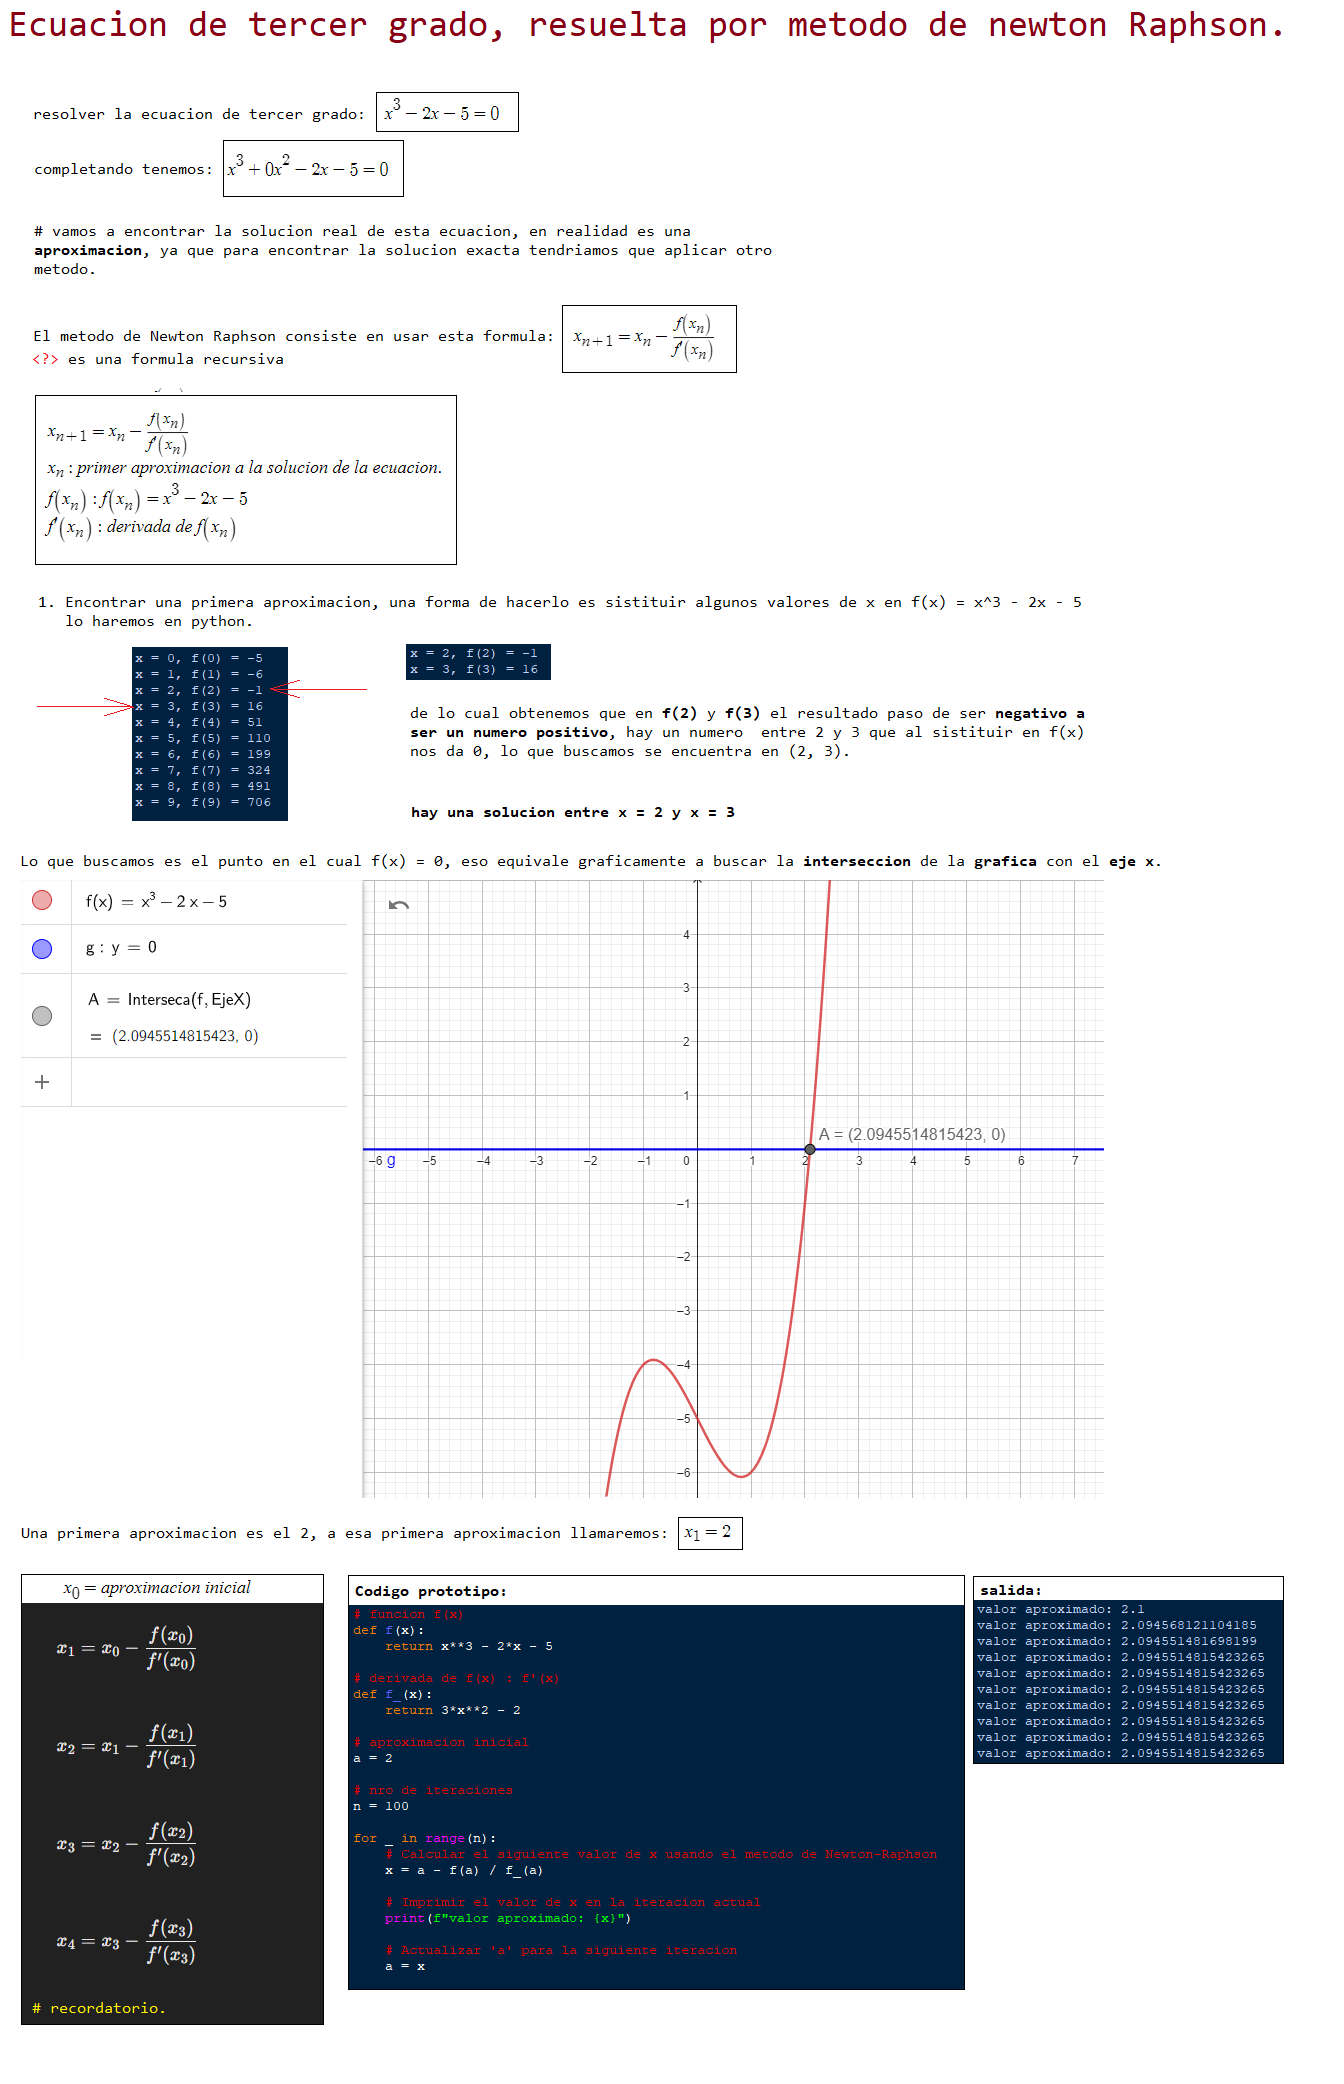 Ecuacion de tercer grado, resuelta por metodo de newton Raphson.
resolver la ecuacion de tercer grado: x^3 − 2x − 5 = 0
completando tenemos: x^3 + 0x^2 − 2x − 5 = 0
# vamos a encontrar la solucion real de esta ecuacion, en realidad es una
aproximacion, ya que para encontrar la solucion exacta tendriamos que aplicar otro
metodo.
El metodo de Newton Raphson consiste en usar esta formula: x_{n+1} = x_n − f(x_n)/f'(x_n)
<?> es una formula recursiva
x_{n+1} = x_n − f(x_n)/f'(x_n)
x_n : primer aproximacion a la solucion de la ecuacion.
f(x_n) : f(x_n) = x^3 − 2x − 5
f'(x_n) : derivada de f(x_n)
1. Encontrar una primera aproximacion, una forma de hacerlo es sistituir algunos valores de x en f(x) = x^3 - 2x - 5
lo haremos en python.
x = 0, f(0) = -5
x = 1, f(1) = -6
x = 2, f(2) = -1
x = 3, f(3) = 16
x = 4, f(4) = 51
x = 5, f(5) = 110
x = 6, f(6) = 199
x = 7, f(7) = 324
x = 8, f(8) = 491
x = 9, f(9) = 706
x = 2, f(2) = -1
x = 3, f(3) = 16
de lo cual obtenemos que en f(2) y f(3) el resultado paso de ser negativo a
ser un numero positivo, hay un numero  entre 2 y 3 que al sistituir en f(x)
nos da 0, lo que buscamos se encuentra en (2, 3).
hay una solucion entre x = 2 y x = 3
Lo que buscamos es el punto en el cual f(x) = 0, eso equivale graficamente a buscar la interseccion de la grafica con el eje x.
f(x) = x³ − 2 x − 5
g : y = 0
A = Interseca(f, EjeX)
= (2.0945514815423, 0)
+
4
3
2
1
A = (2.0945514815423, 0)
−6 g −5 −4 −3 −2 −1 0 1 2 3 4 5 6 7
−1
−2
−3
−4
−5
−6
Una primera aproximacion es el 2, a esa primera aproximacion llamaremos: x_1 = 2
x_0 = aproximacion inicial
x_1 = x_0 − f(x_0)/f'(x_0)
x_2 = x_1 − f(x_1)/f'(x_1)
x_3 = x_2 − f(x_2)/f'(x_2)
x_4 = x_3 − f(x_3)/f'(x_3)
# recordatorio.
Codigo prototipo:
# funcion f(x)
def f(x):
    return x**3 - 2*x - 5
# derivada de f(x) : f'(x)
def f_(x):
    return 3*x**2 - 2
# aproximacion inicial
a = 2
# nro de iteraciones
n = 100
for _ in range(n):
    # Calcular el siguiente valor de x usando el metodo de Newton-Raphson
    x = a - f(a) / f_(a)
    # Imprimir el valor de x en la iteracion actual
    print(f"valor aproximado: {x}")
    # Actualizar 'a' para la siguiente iteracion
    a = x
salida:
valor aproximado: 2.1
valor aproximado: 2.094568121104185
valor aproximado: 2.094551481698199
valor aproximado: 2.0945514815423265
valor aproximado: 2.0945514815423265
valor aproximado: 2.0945514815423265
valor aproximado: 2.0945514815423265
valor aproximado: 2.0945514815423265
valor aproximado: 2.0945514815423265
valor aproximado: 2.0945514815423265